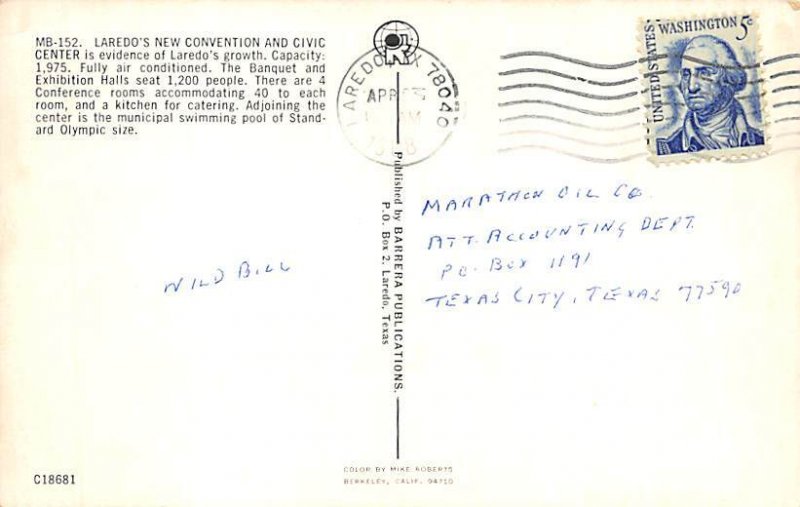 MB-152. LAREDO'S NEW CONVENTION AND CIVIC
CENTER is evidence of Laredo's growth. Capacity:
1,975. Fully air conditioned. The Banquet and
Exhibition Halls seat 1,200 people. There are 4
Conference rooms accommodating 40 to each
room, and a kitchen for catering. Adjoining the
center is the municipal swimming pool of Stand-
ard Olympic size.
LAREDO, TX 78040
APR
UNITED STATES
WASHINGTON 5c
WILD BILL
Published by BARRERA PUBLICATIONS,
P.O. Box 2, Laredo, Texas
MARATHON OIL CO.
ATT. ACCOUNTING DEPT.
PO. BOX 1191
TEXAS CITY, TEXAS 77590
C18681
COLOR BY MIKE ROBERTS
BERKELEY, CALIF. 94710